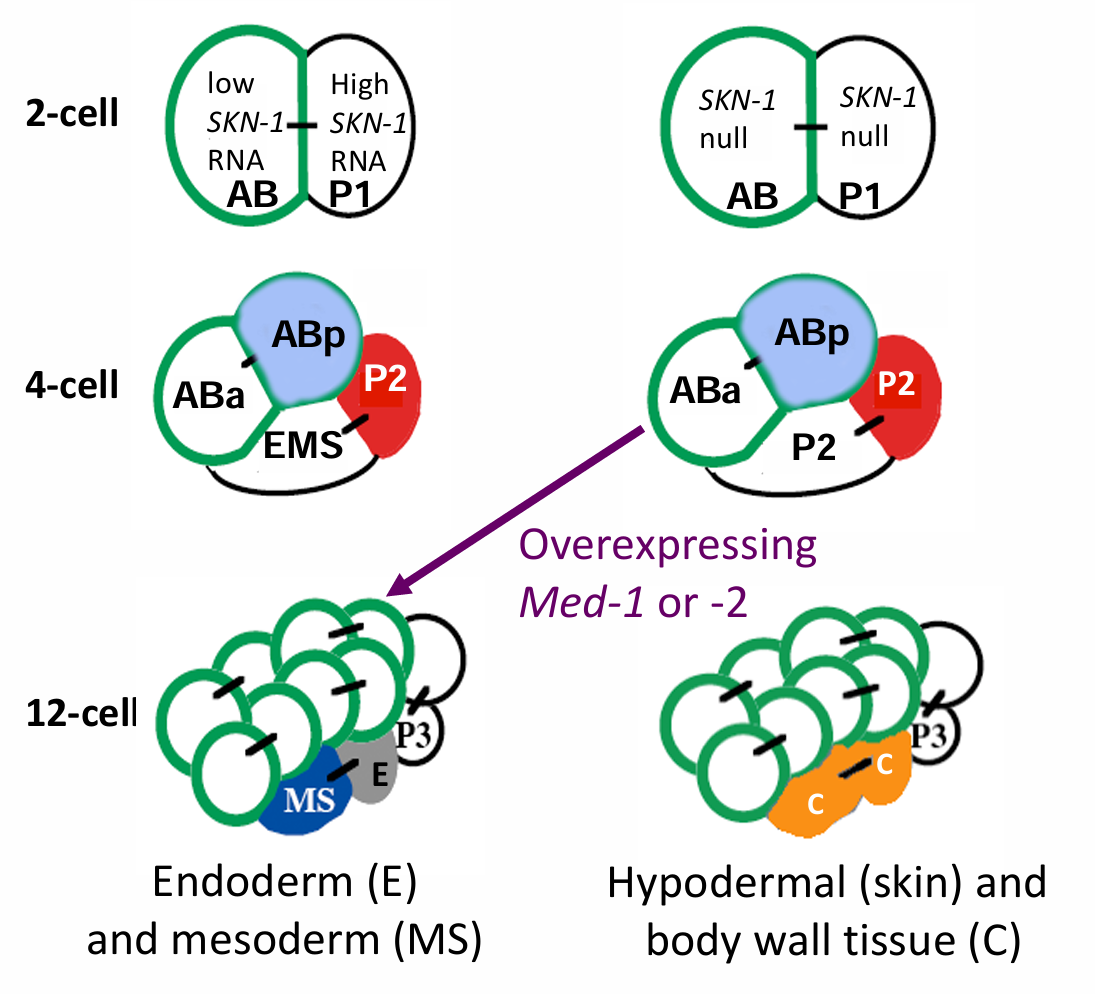 2-cell
low
SKN-1
RNA
AB
High
SKN-1
RNA
P1
SKN-1
null
AB
SKN-1
null
P1
4-cell
ABp
ABa
P2
EMS
ABp
ABa
P2
P2
Overexpressing
Med-1 or -2
12-cell
P3
E
MS
P3
C
C
Endoderm (E)
and mesoderm (MS)
Hypodermal (skin) and
body wall tissue (C)